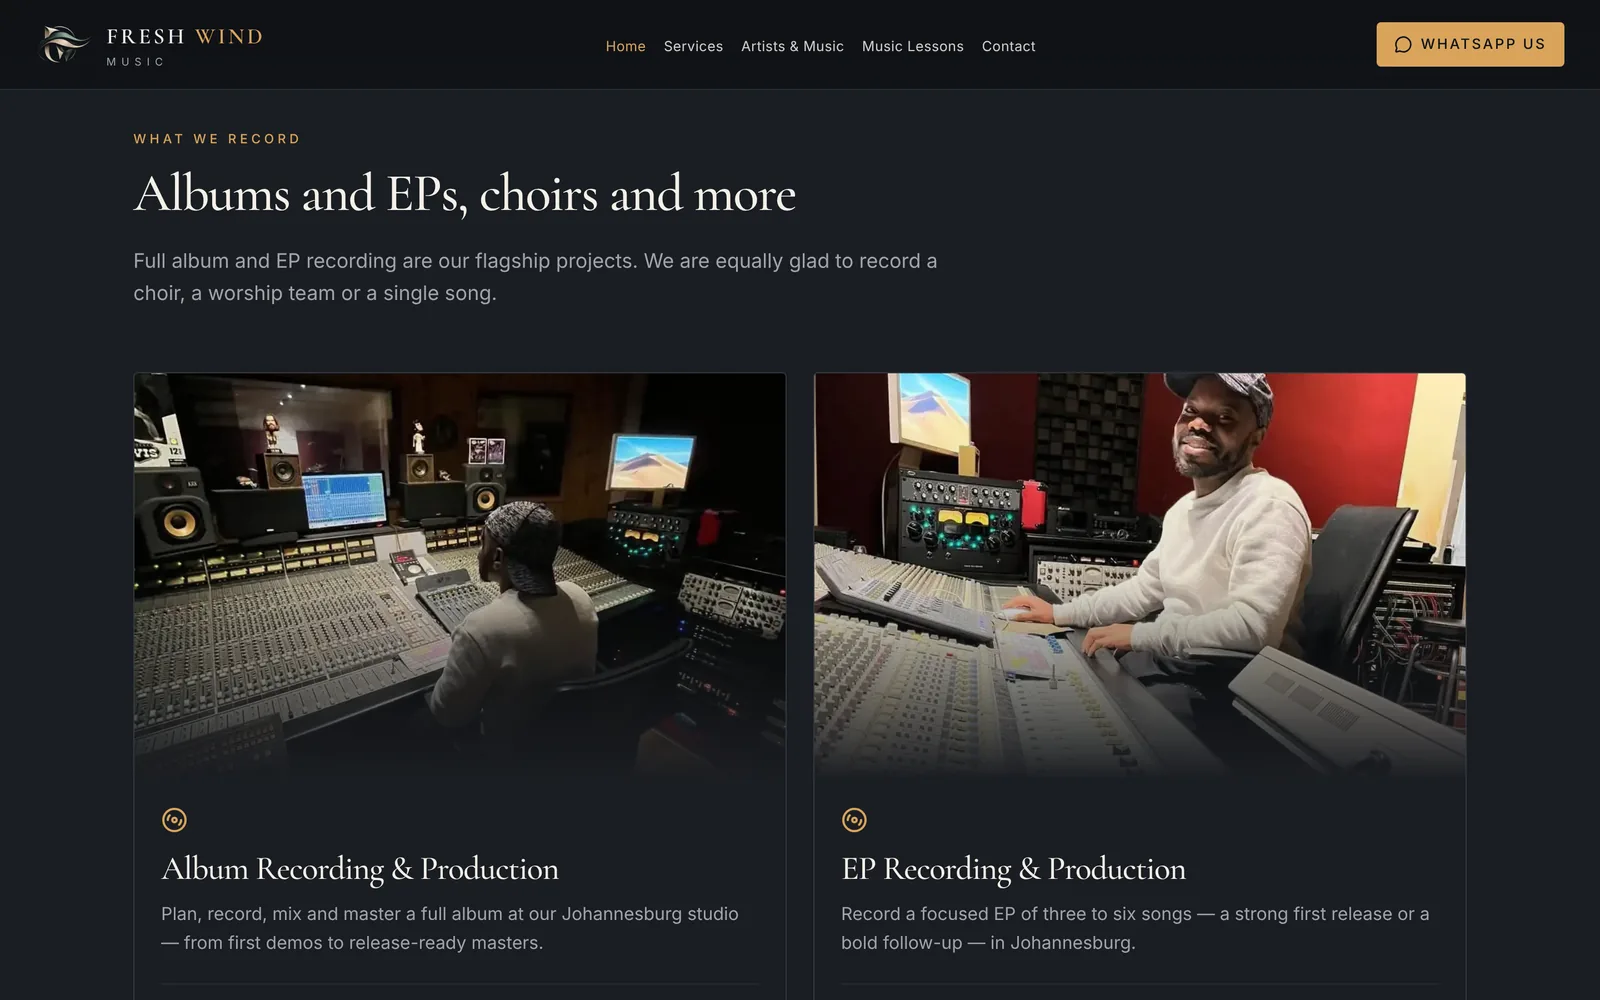 FRESH WIND
MUSIC
Home
Services
Artists & Music
Music Lessons
Contact
WHATSAPP US
WHAT WE RECORD
Albums and EPs, choirs and more
Full album and EP recording are our flagship projects. We are equally glad to record a
choir, a worship team or a single song.
Album Recording & Production
Plan, record, mix and master a full album at our Johannesburg studio
— from first demos to release-ready masters.
EP Recording & Production
Record a focused EP of three to six songs — a strong first release or a
bold follow-up — in Johannesburg.